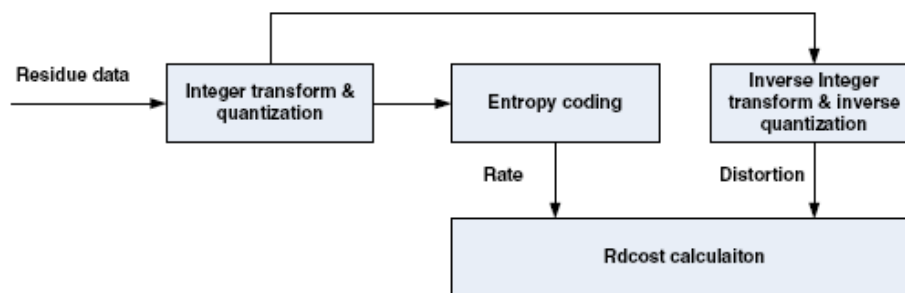 Residue data
Integer transform &
quantization
Entropy coding
Inverse Integer
transform & inverse
quantization
Rate
Distortion
Rdcost calculaiton